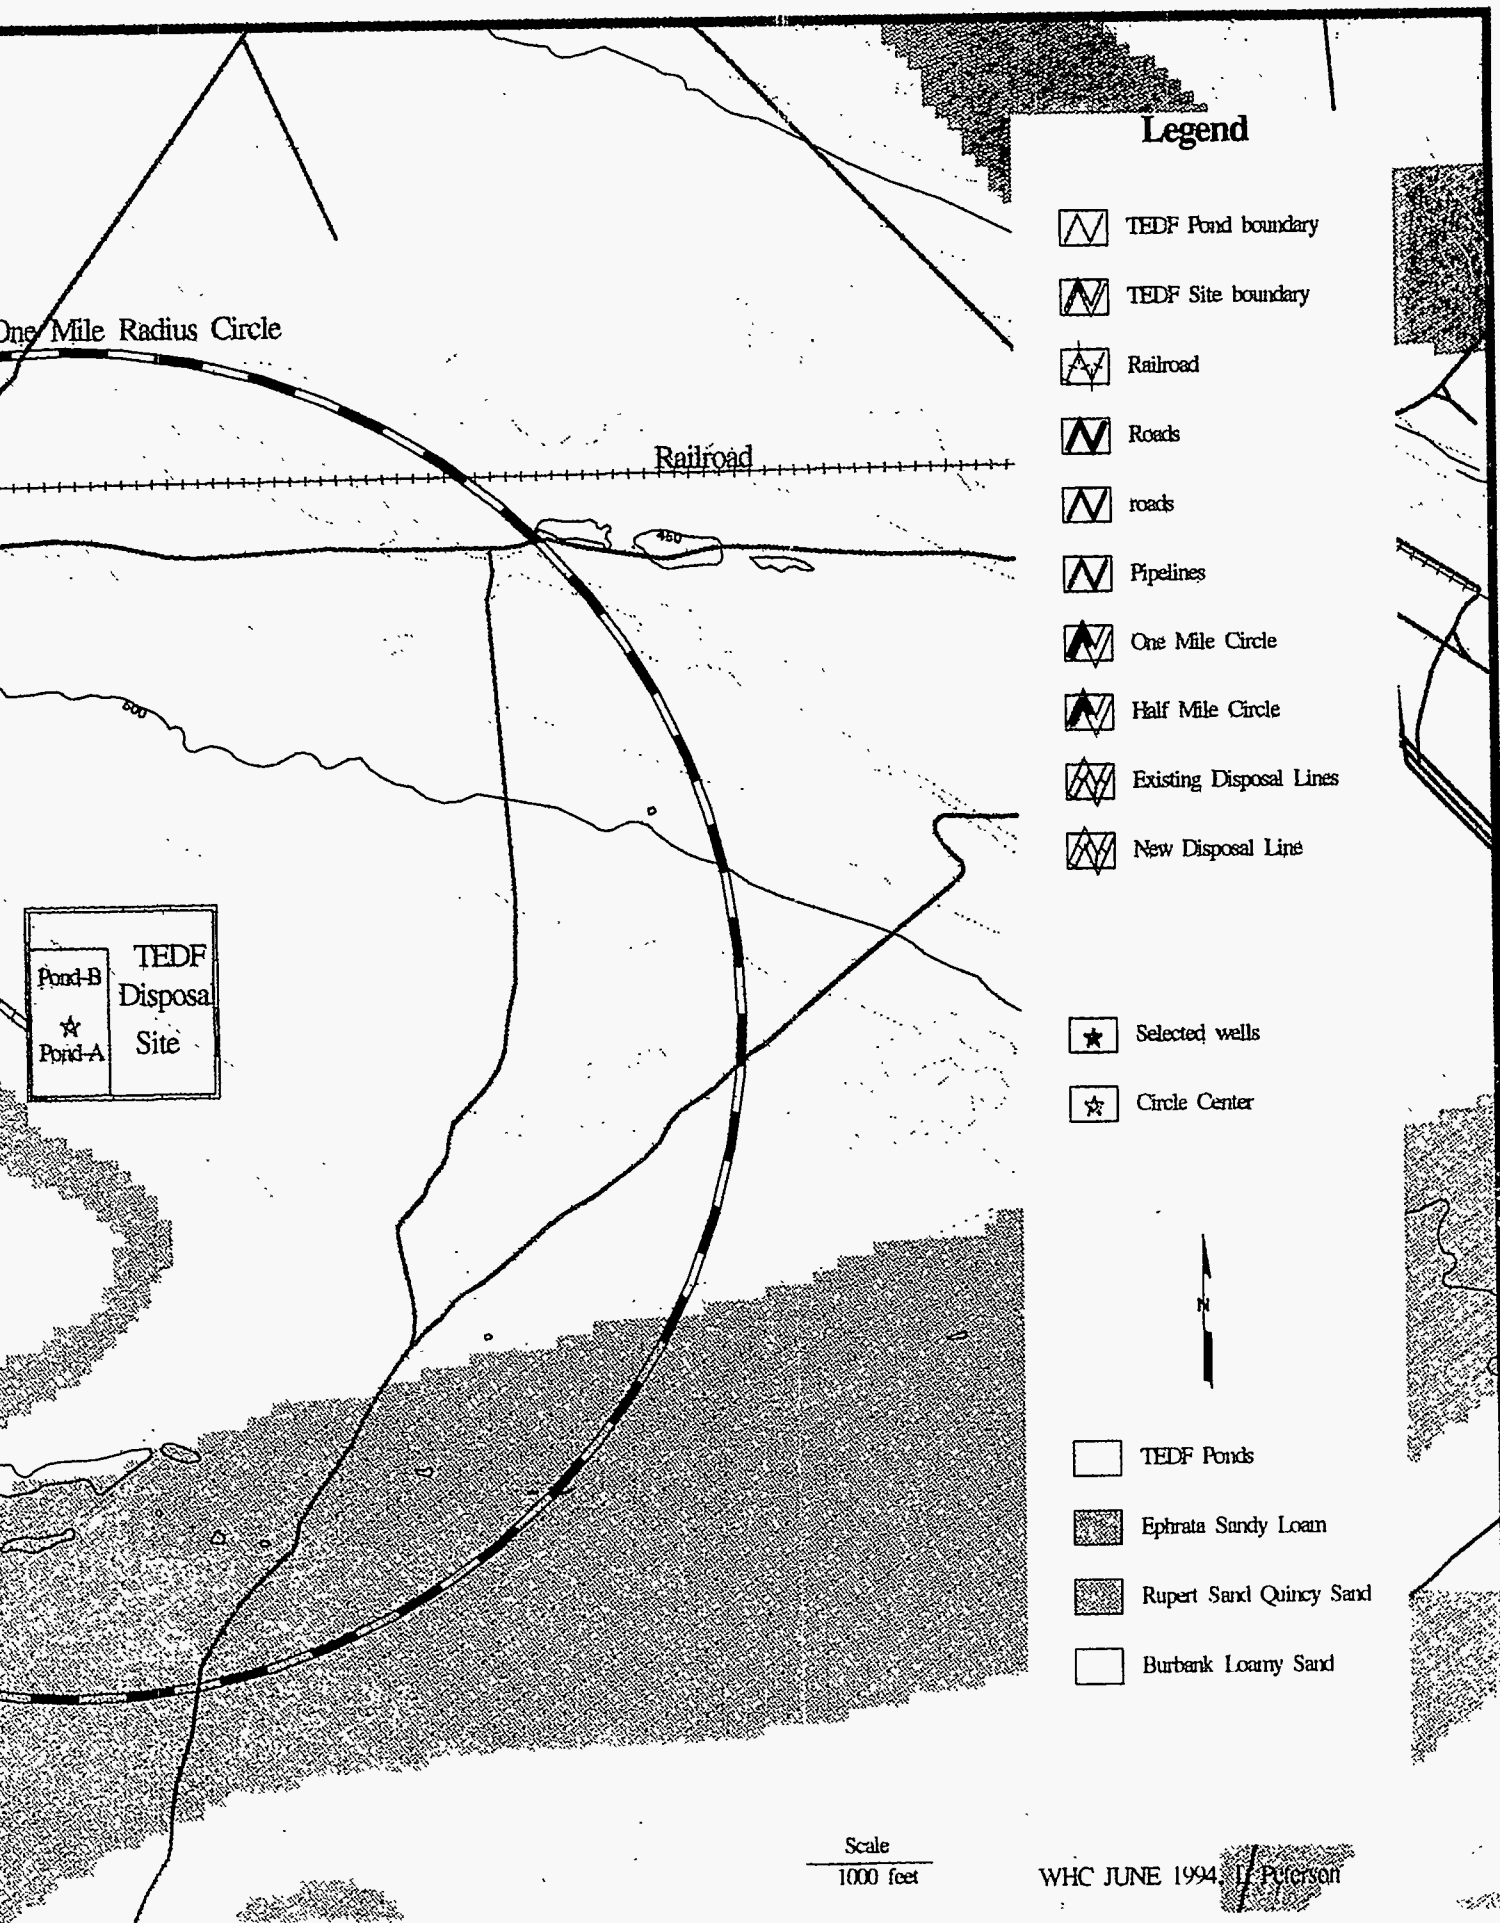 Legend
TEDF Pond boundary
TEDF Site boundary
One Mile Radius Circle
Railroad
Roads
Railroad
450
roads
Pipelines
One Mile Circle
500
Half Mile Circle
Existing Disposal Lines
New Disposal Line
TEDF
Disposal
Site
Pond-B
Pond-A
Selected wells
Circle Center
N
TEDF Ponds
Ephrata Sandy Loam
Rupert Sand Quincy Sand
Burbank Loamy Sand
Scale
1000 feet
WHC JUNE 1994, Peterson